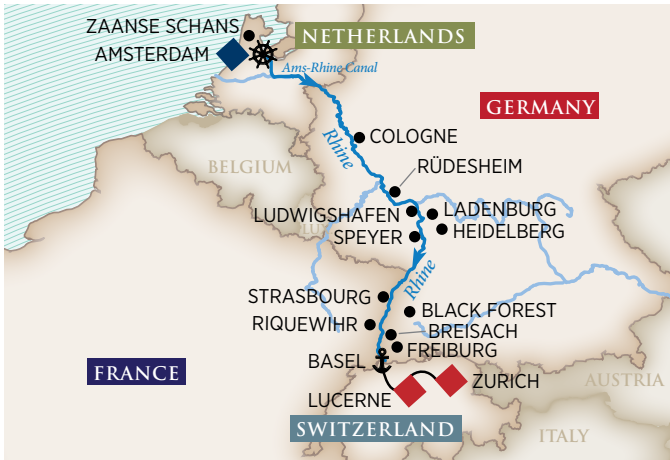 ZAANSE SCHANS
NETHERLANDS
AMSTERDAM
Ams-Rhine Canal
GERMANY
Rhine
COLOGNE
BELGIUM
RÜDESHEIM
LUDWIGSHAFEN
LADENBURG
LUX
HEIDELBERG
SPEYER
Rhine
STRASBOURG
BLACK FOREST
RIQUEWIHR
BREISACH
FREIBURG
BASEL
FRANCE
ZURICH
AUSTRIA
LUCERNE
SWITZERLAND
ITALY